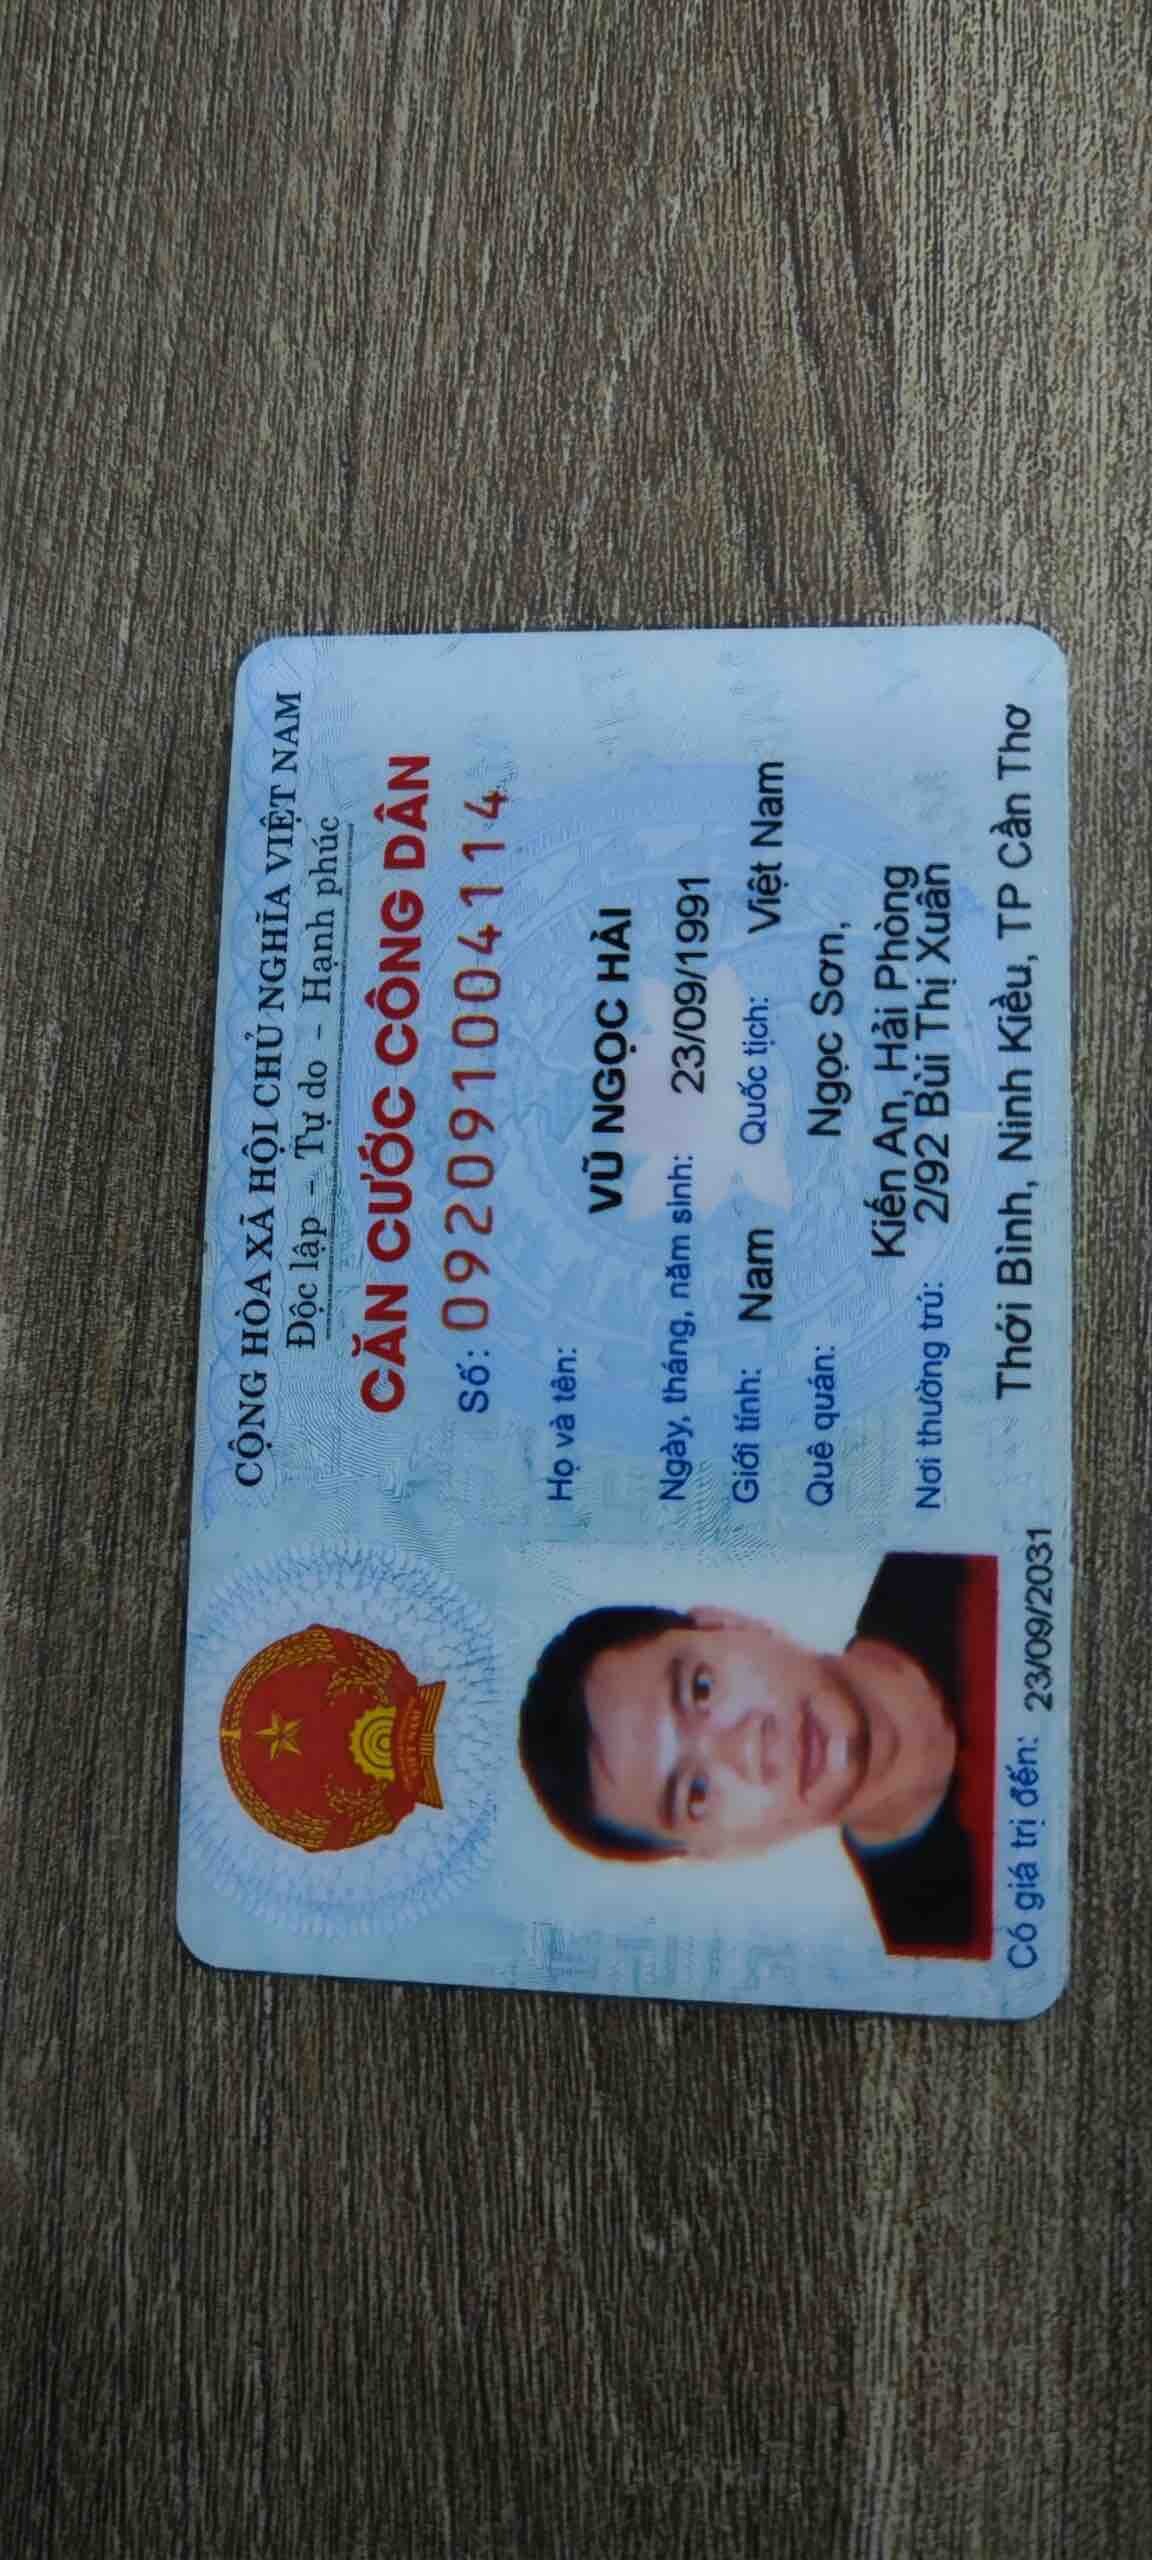 CỘNG HÒA XÃ HỘI CHỦ NGHĨA VIỆT NAM
Độc lập - Tự do - Hạnh phúc
CĂN CƯỚC CÔNG DÂN
Số: 092091004114
Họ và tên:
VŨ NGỌC HẢI
Ngày, tháng, năm sinh: 23/09/1991
Giới tính: Nam Quốc tịch: Việt Nam
Quê quán: Ngọc Sơn,
Kiến An, Hải Phòng
Nơi thường trú: 2/92 Bùi Thị Xuân
Thới Bình, Ninh Kiều, TP Cần Thơ
Có giá trị đến: 23/09/2031